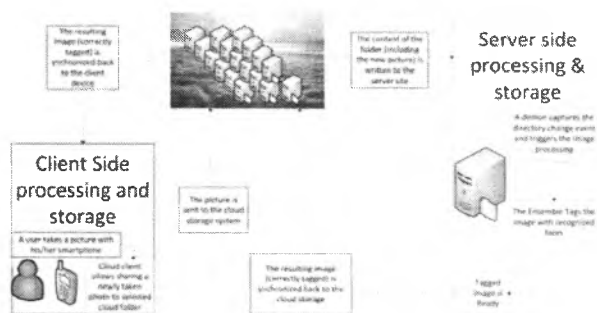 The resulting
image (correctly
tagged) is
synchronized back
to the client
device
The content of the
folder (including
the new picture) is
written to the
server site
Server side
processing &
storage
A demon captures the
directory change event
and triggers the image
processing
Client Side
processing and
storage
The picture is
sent to the cloud
storage system
The Ensemble Tags the
image with recognized
faces
A user takes a picture with
his/her smartphone
Cloud client
allows sharing a
newly taken
photo to selected
cloud folder
The resulting image
(correctly tagged) is
synchronized back to the
cloud storage
Tagged
image is
Ready